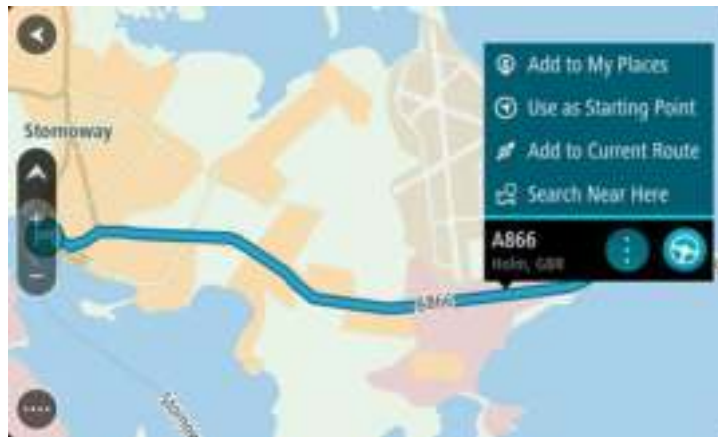 Stornoway
Add to My Places
Use as Starting Point
Add to Current Route
Search Near Here
A866
Holm, GBR
A866